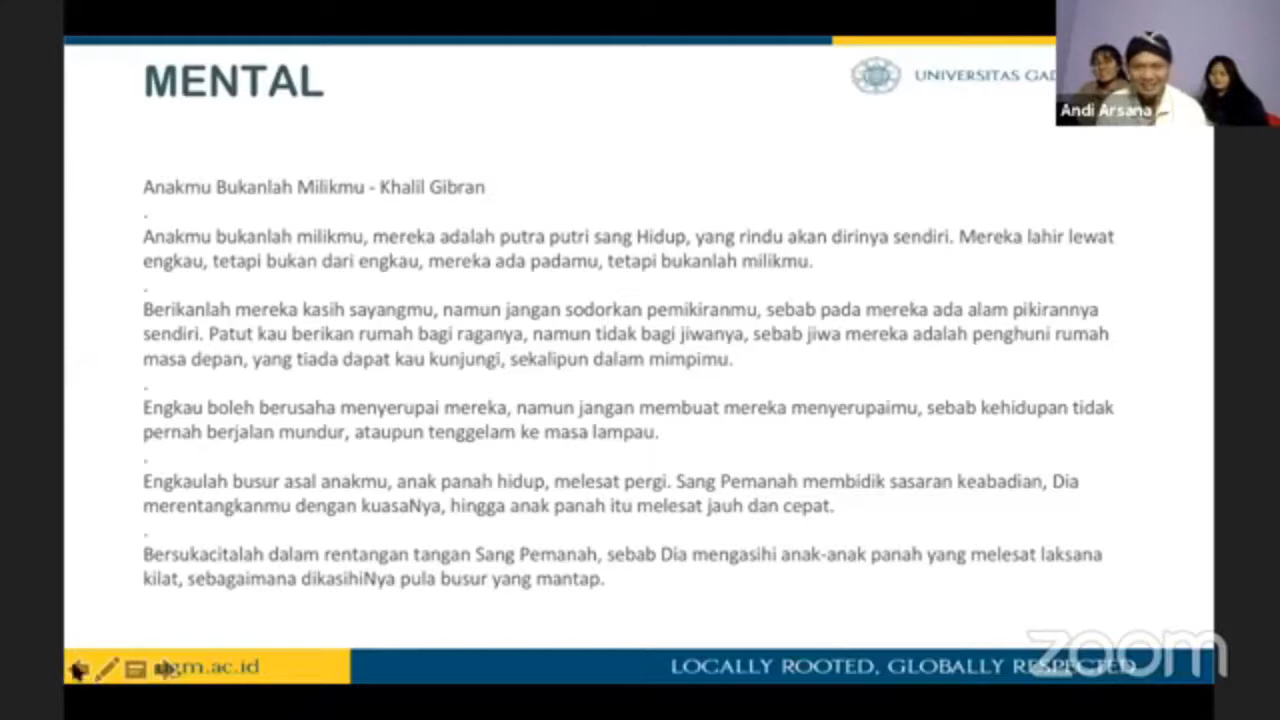 MENTAL
UNIVERSITAS
Andi Arsana
Anakmu Bukanlah Milikmu - Khalil Gibran
.
Anakmu bukanlah milikmu, mereka adalah putra putri sang Hidup, yang rindu akan dirinya sendiri. Mereka lahir lewat
engkau, tetapi bukan dari engkau, mereka ada padamu, tetapi bukanlah milikmu.
.
Berikanlah mereka kasih sayangmu, namun jangan sodorkan pemikiranmu, sebab pada mereka ada alam pikirannya
sendiri. Patut kau berikan rumah bagi raganya, namun tidak bagi jiwanya, sebab jiwa mereka adalah penghuni rumah
masa depan, yang tiada dapat kau kunjungi, sekalipun dalam mimpimu.
.
Engkau boleh berusaha menyerupai mereka, namun jangan membuat mereka menyerupaimu, sebab kehidupan tidak
pernah berjalan mundur, ataupun tenggelam ke masa lampau.
.
Engkaulah busur asal anakmu, anak panah hidup, melesat pergi. Sang Pemanah membidik sasaran keabadian, Dia
merentangkanmu dengan kuasaNya, hingga anak panah itu melesat jauh dan cepat.
.
Bersukacitalah dalam rentangan tangan Sang Pemanah, sebab Dia mengasihi anak-anak panah yang melesat laksana
kilat, sebagaimana dikasihiNya pula busur yang mantap.
gm.ac.id
LOCALLY ROOTED, GLOBALLY RESPECTED
zoom